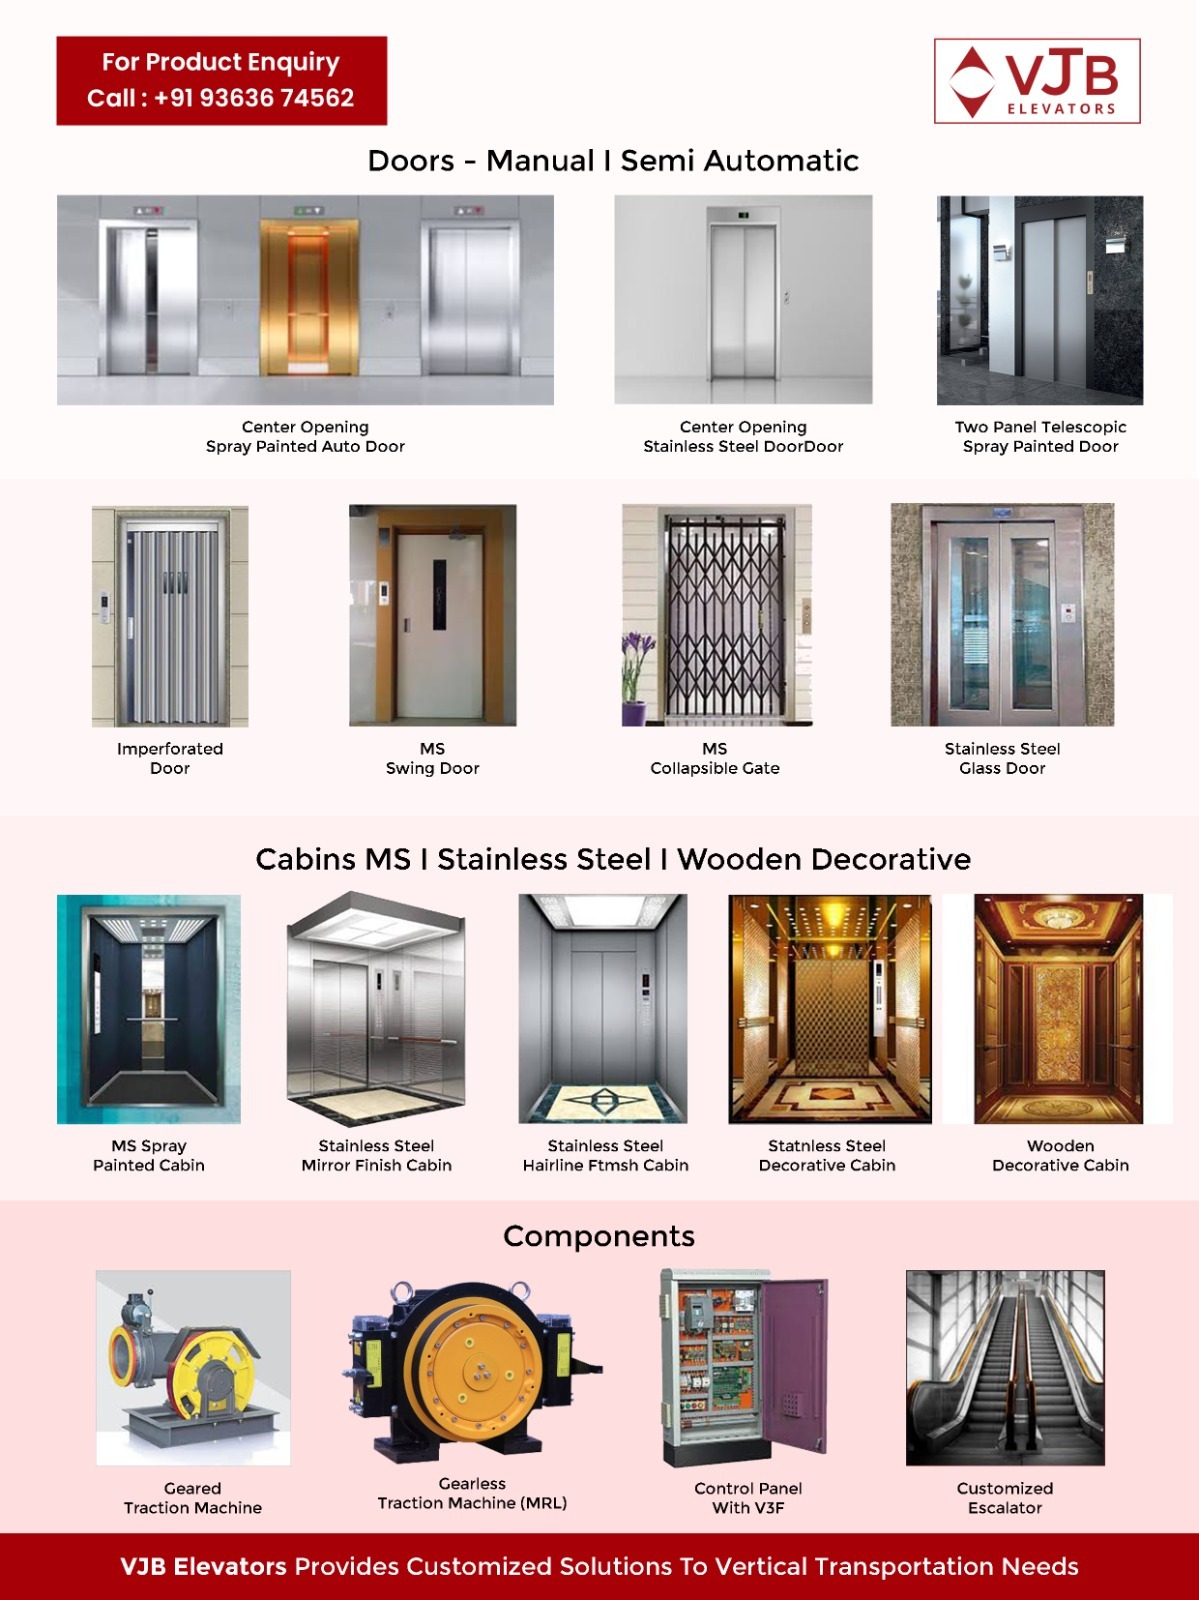 For Product Enquiry
Call : +91 93636 74562
VJB
ELEVATORS
Doors - Manual I Semi Automatic
Center Opening
Spray Painted Auto Door
Center Opening
Stainless Steel DoorDoor
Two Panel Telescopic
Spray Painted Door
Imperforated
Door
MS
Swing Door
MS
Collapsible Gate
Stainless Steel
Glass Door
Cabins MS I Stainless Steel I Wooden Decorative
MS Spray
Painted Cabin
Stainless Steel
Mirror Finish Cabin
Stainless Steel
Hairline Ftmsh Cabin
Statnless Steel
Decorative Cabin
Wooden
Decorative Cabin
Components
Geared
Traction Machine
Gearless
Traction Machine (MRL)
Control Panel
With V3F
Customized
Escalator
VJB Elevators Provides Customized Solutions To Vertical Transportation Needs